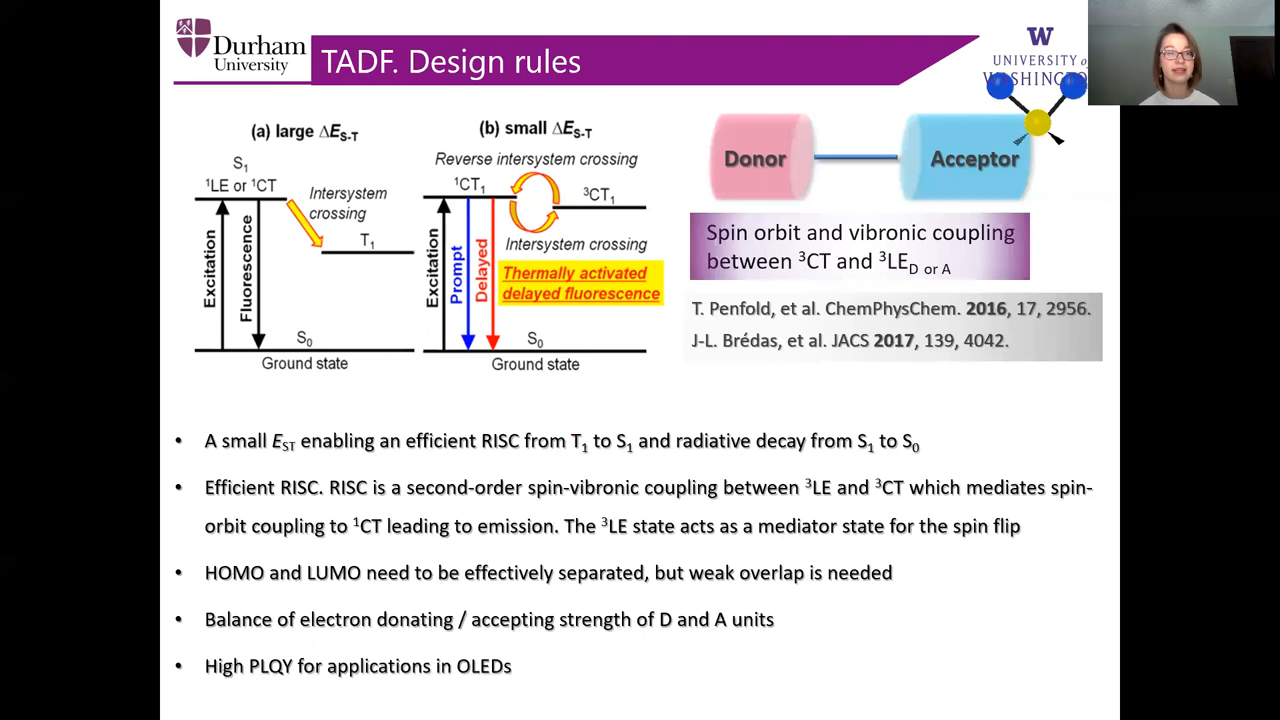 Durham
University
TADF. Design rules
W
UNIVERSITY of
WASHINGTON
(a) large ΔE_S-T
S₁
¹LE or ¹CT
Intersystem
crossing
T₁
Excitation
Fluorescence
S₀
Ground state
(b) small ΔE_S-T
Reverse intersystem crossing
¹CT₁
³CT₁
Intersystem crossing
Excitation
Prompt
Delayed
Thermally activated
delayed fluorescence
S₀
Ground state
Donor
Acceptor
Spin orbit and vibronic coupling
between ³CT and ³LE_D or A
T. Penfold, et al. ChemPhysChem. 2016, 17, 2956.
J-L. Brédas, et al. JACS 2017, 139, 4042.
• A small E_ST enabling an efficient RISC from T₁ to S₁ and radiative decay from S₁ to S₀
• Efficient RISC. RISC is a second-order spin-vibronic coupling between ³LE and ³CT which mediates spin-
orbit coupling to ¹CT leading to emission. The ³LE state acts as a mediator state for the spin flip
• HOMO and LUMO need to be effectively separated, but weak overlap is needed
• Balance of electron donating / accepting strength of D and A units
• High PLQY for applications in OLEDs